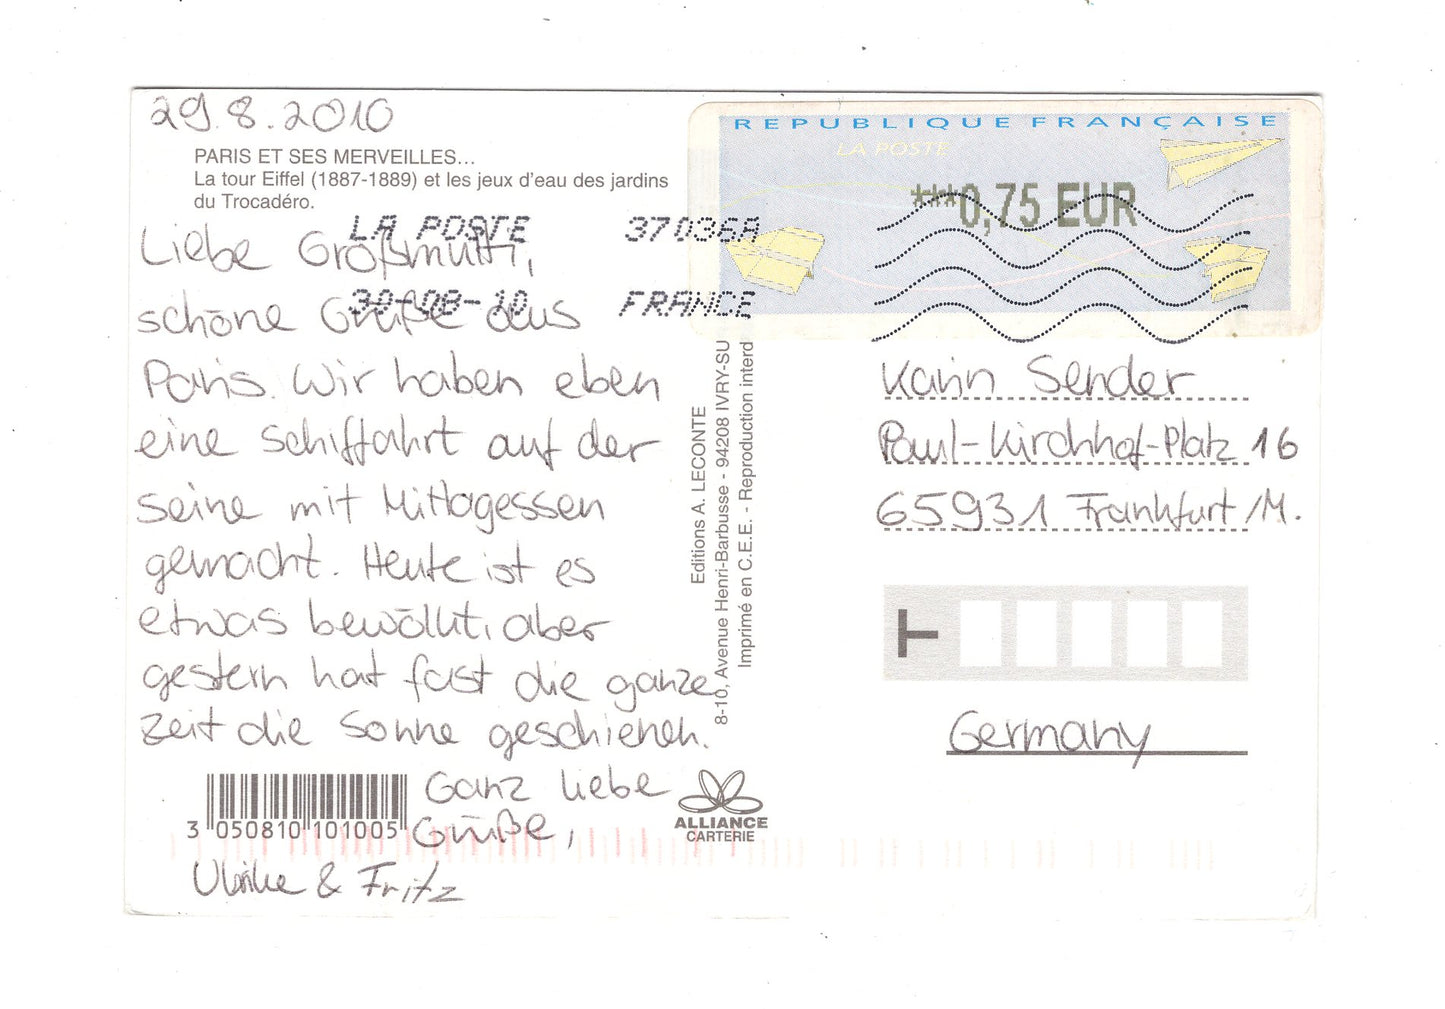 29.8.2010
PARIS ET SES MERVEILLES...
La tour Eiffel (1887-1889) et les jeux d'eau des jardins
du Trocadéro.
Liebe Großmutti,
schöne Grüße aus
Paris. Wir haben eben
eine Schiffahrt auf der
Seine mit Mittagessen
gemacht. Heute ist es
etwas bewölkt, aber
gestern hat fast die ganze
Zeit die Sonne geschienen.
Ganz liebe
Grüße,
Ulrike & Fritz
3 050810 101005
LA POSTE 37036A
30-08-10 FRANCE
REPUBLIQUE FRANÇAISE
LA POSTE
***0,75 EUR
Editions A. LECONTE
8-10, Avenue Henri-Barbusse - 94208 IVRY-SU
Imprimé en C.E.E. - Reproduction interd
ALLIANCE
CARTERIE
Karin Sender
Paul-Kirchhof-Platz 16
65931 Frankfurt/M.
T
Germany